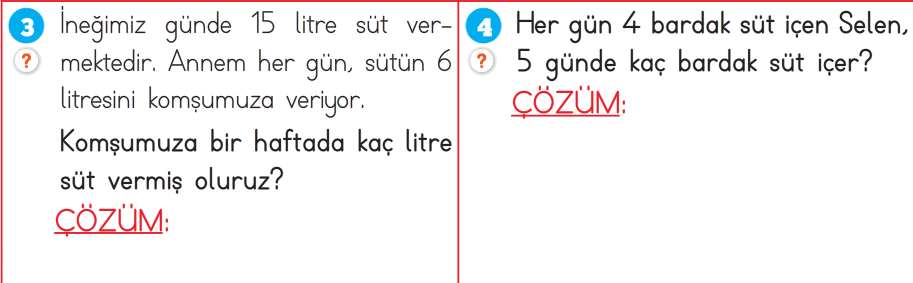 3 İneğimiz günde 15 litre süt ver-
? mektedir. Annem her gün, sütün 6
litresini komşumuza veriyor.
Komşumuza bir haftada kaç litre
süt vermiş oluruz?
ÇÖZÜM:
4 Her gün 4 bardak süt içen Selen,
? 5 günde kaç bardak süt içer?
ÇÖZÜM: